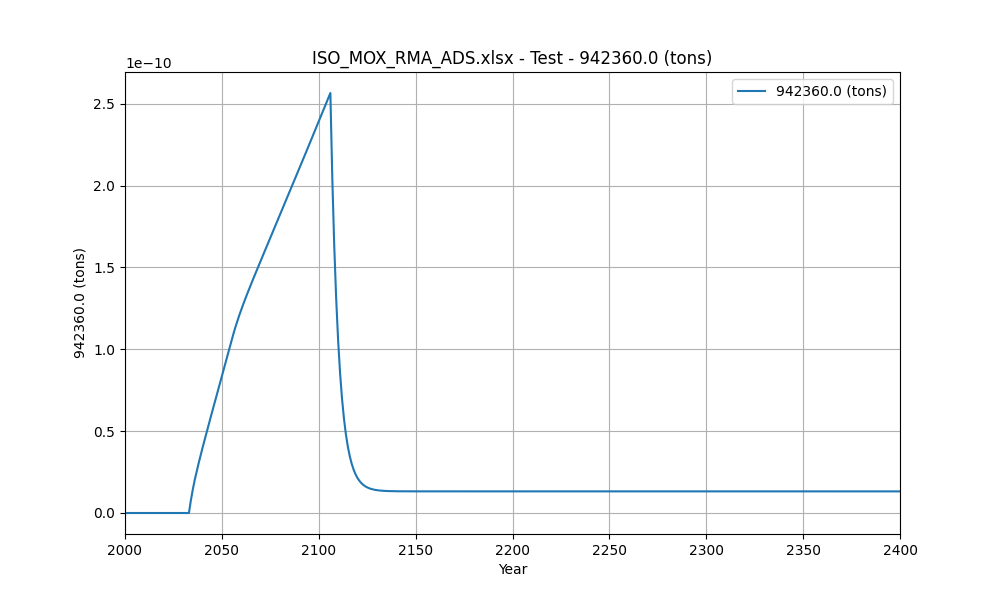 ISO_MOX_RMA_ADS.xlsx - Test - 942360.0 (tons)
1e−10
942360.0 (tons)
2.5
2.0
1.5
1.0
0.5
0.0
942360.0 (tons)
2000 2050 2100 2150 2200 2250 2300 2350 2400
Year